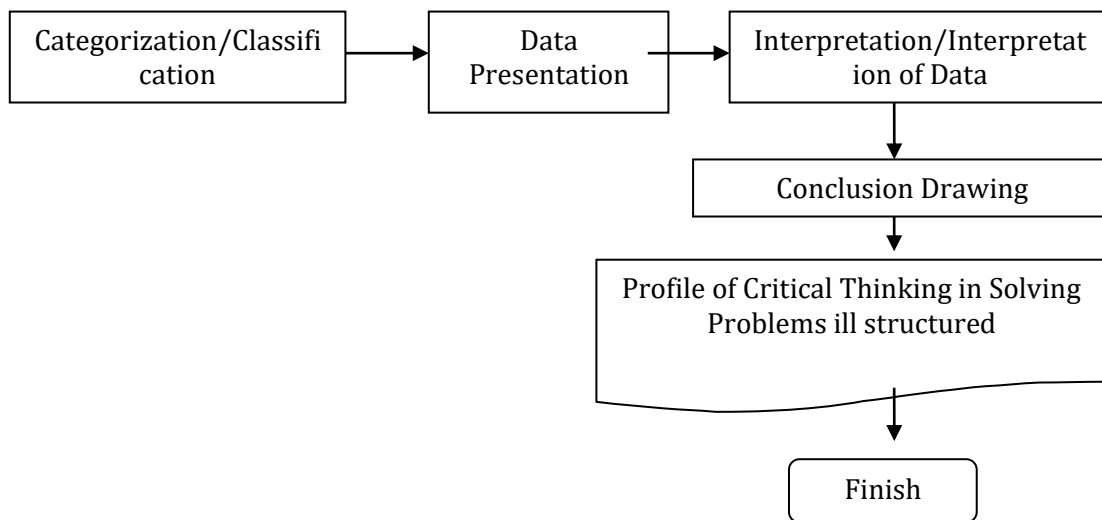 Categorization/Classifi
cation
Data
Presentation
Interpretation/Interpretat
ion of Data
Conclusion Drawing
Profile of Critical Thinking in Solving
Problems ill structured
Finish